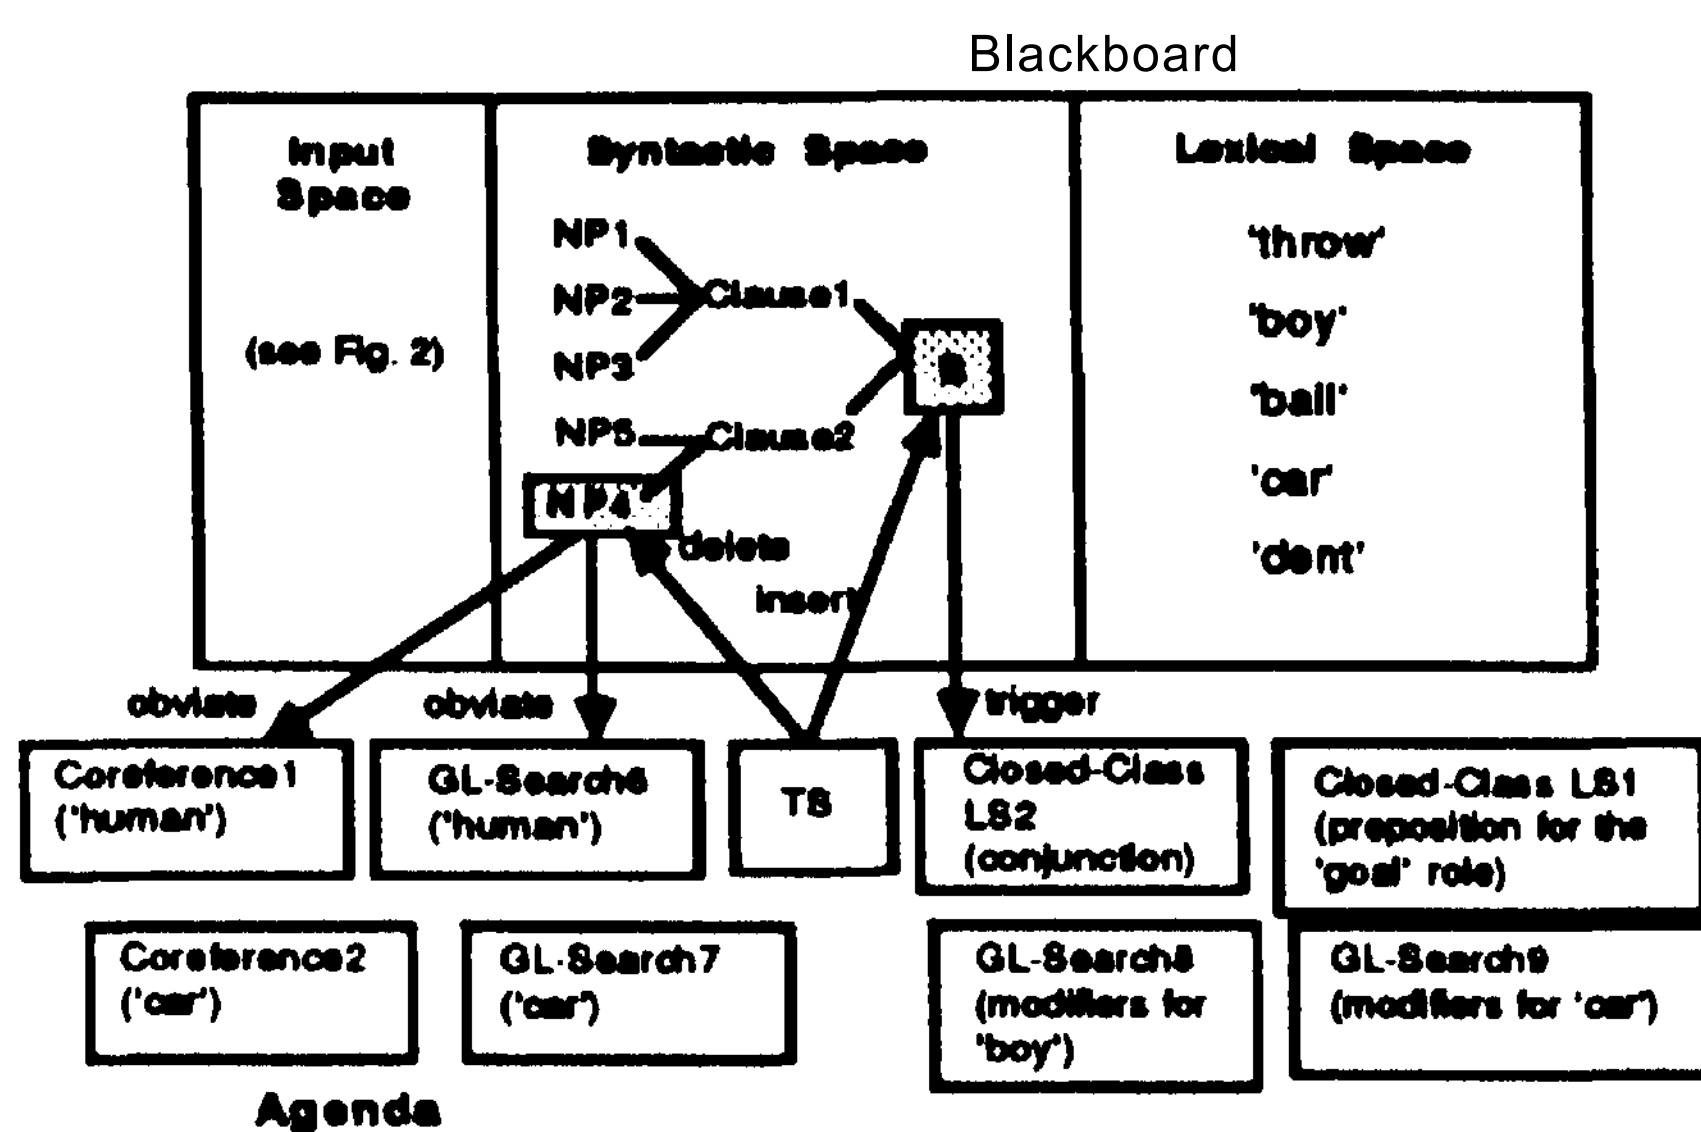 Blackboard
Input
Space
Syntactic Space
Lexical Space
NP1
NP2
NP3
NP5
NP4
Clause1
Clause2
S
(see Fig. 2)
'throw'
'boy'
'ball'
'car'
'dent'
delete
insert
obviate
obviate
trigger
Coreference1
('human')
GL-Search6
('human')
TS
Closed-Class
LS2
(conjunction)
Closed-Class LS1
(preposition for the
'goal' role)
Coreference2
('car')
GL-Search7
('car')
GL-Search8
(modifiers for
'boy')
GL-Search9
(modifiers for 'car')
Agenda